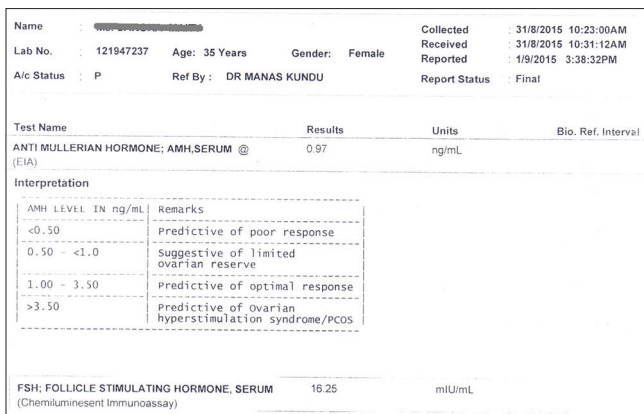 Name :
Collected : 31/8/2015 10:23:00AM
Received : 31/8/2015 10:31:12AM
Lab No. : 121947237 Age: 35 Years Gender: Female
Reported : 1/9/2015 3:38:32PM
A/c Status : P Ref By : DR MANAS KUNDU Report Status : Final
Test Name Results Units Bio. Ref. Interval
ANTI MULLERIAN HORMONE; AMH,SERUM @ 0.97 ng/mL
(EIA)
Interpretation
AMH LEVEL IN ng/mL Remarks
<0.50 Predictive of poor response
0.50 - <1.0 Suggestive of limited
ovarian reserve
1.00 - 3.50 Predictive of optimal response
>3.50 Predictive of Ovarian
hyperstimulation syndrome/PCOS
FSH; FOLLICLE STIMULATING HORMONE, SERUM 16.25 mIU/mL
(Chemiluminesent Immunoassay)